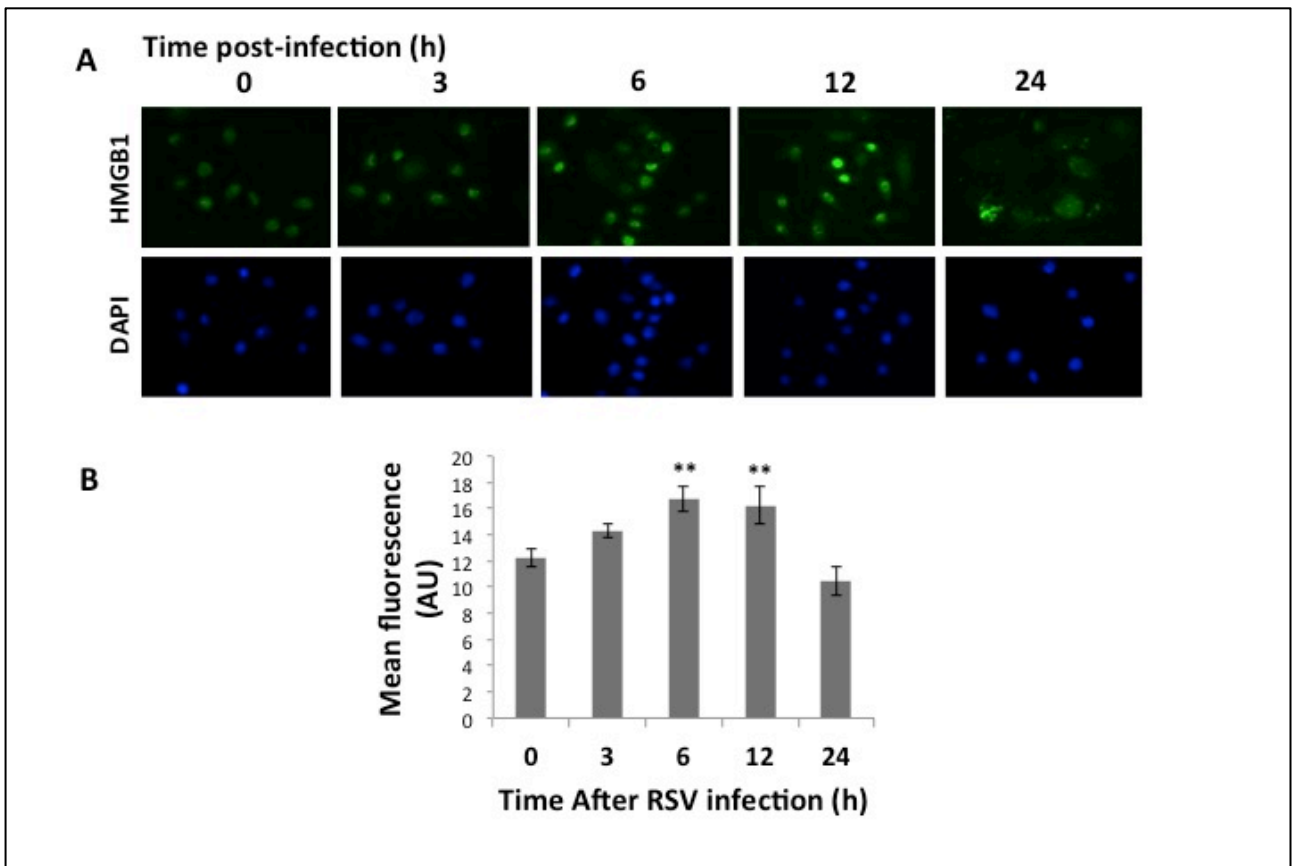 A
Time post-infection (h)
0 3 6 12 24
HMGB1
DAPI
B
Mean fluorescence
(AU)
20
18
16
14
12
10
8
6
4
2
0
** **
0 3 6 12 24
Time After RSV infection (h)